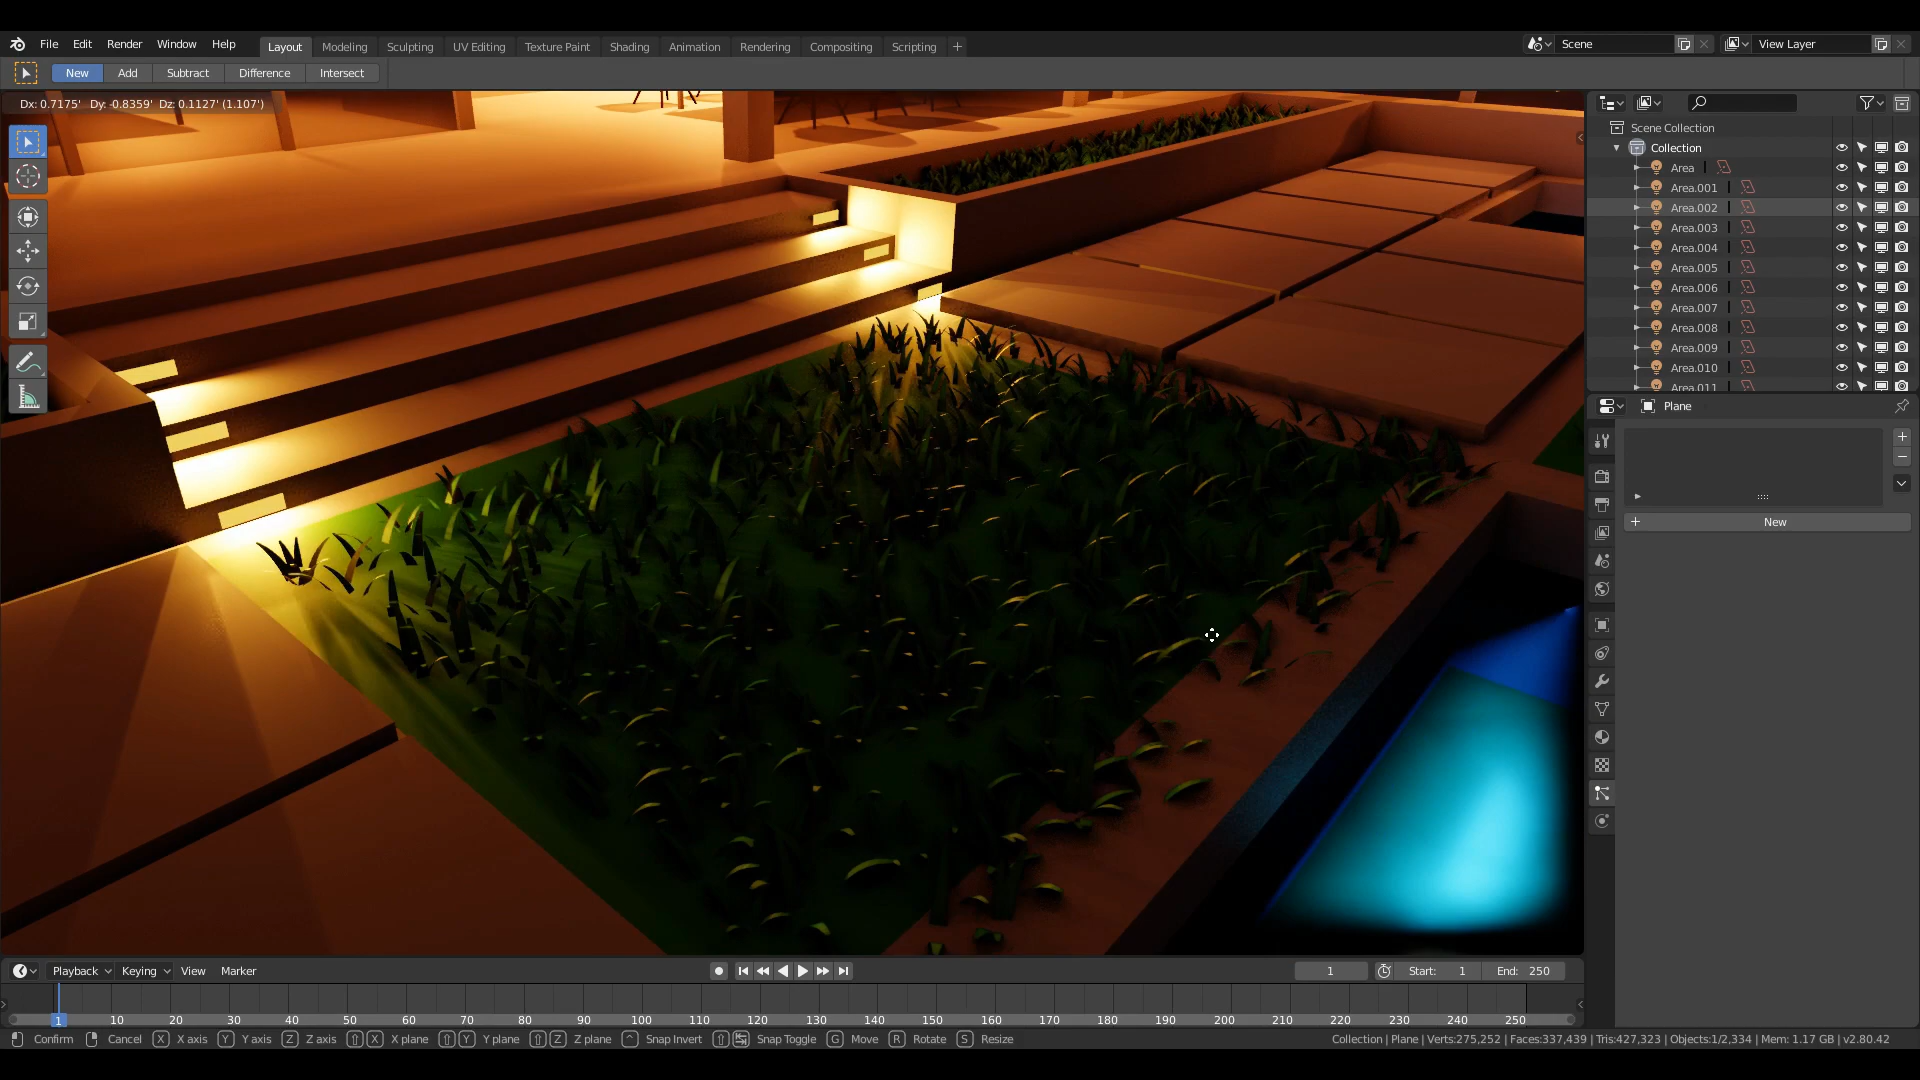 File Edit Render Window Help Layout Modeling Sculpting UV Editing Texture Paint Shading Animation Rendering Compositing Scripting + Scene View Layer
New Add Subtract Difference Intersect
Dx: 0.7175' Dy: -0.8359' Dz: 0.1127' (1.107')
Scene Collection
Collection
Area
Area.001
Area.002
Area.003
Area.004
Area.005
Area.006
Area.007
Area.008
Area.009
Area.010
Area.011
Plane
+ New
Playback Keying View Marker 1 Start: 1 End: 250
1 10 20 30 40 50 60 70 80 90 100 110 120 130 140 150 160 170 180 190 200 210 220 230 240 250
Confirm Cancel X X axis Y Y axis Z Z axis X X plane Y Y plane Z Z plane Snap Invert Snap Toggle G Move R Rotate S Resize Collection | Plane | Verts:275,252 | Faces:337,439 | Tris:427,323 | Objects:1/2,334 | Mem: 1.17 GB | v2.80.42